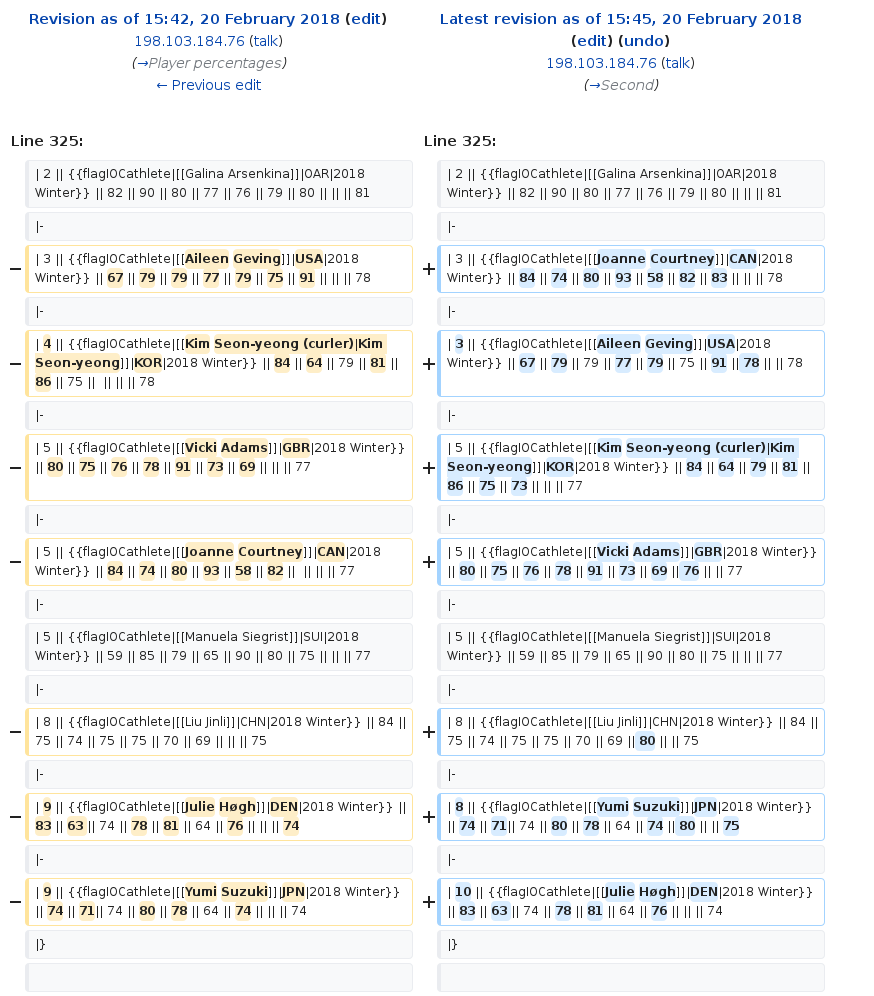 Revision as of 15:42, 20 February 2018 (edit)
198.103.184.76 (talk)
(→Player percentages)
← Previous edit
Latest revision as of 15:45, 20 February 2018
(edit) (undo)
198.103.184.76 (talk)
(→Second)
Line 325:
Line 325:
| 2 || {{flagIOCathlete|[[Galina Arsenkina]]|OAR|2018
Winter}} || 82 || 90 || 80 || 77 || 76 || 79 || 80 || || || 81
| 2 || {{flagIOCathlete|[[Galina Arsenkina]]|OAR|2018
Winter}} || 82 || 90 || 80 || 77 || 76 || 79 || 80 || || || 81
|-
|-
− | 3 || {{flagIOCathlete|[[Aileen Geving]]|USA|2018
Winter}} || 67 || 79 || 79 || 77 || 79 || 75 || 91 || || || 78
+ | 3 || {{flagIOCathlete|[[Joanne Courtney]]|CAN|2018
Winter}} || 84 || 74 || 80 || 93 || 58 || 82 || 83 || || || 78
|-
|-
− | 4 || {{flagIOCathlete|[[Kim Seon-yeong (curler)|Kim
Seon-yeong]]|KOR|2018 Winter}} || 84 || 64 || 79 || 81 ||
86 || 75 ||  || || || 78
+ | 3 || {{flagIOCathlete|[[Aileen Geving]]|USA|2018
Winter}} || 67 || 79 || 79 || 77 || 79 || 75 || 91 || 78 || || 78
|-
|-
− | 5 || {{flagIOCathlete|[[Vicki Adams]]|GBR|2018 Winter}}
|| 80 || 75 || 76 || 78 || 91 || 73 || 69 || || || 77
+ | 5 || {{flagIOCathlete|[[Kim Seon-yeong (curler)|Kim
Seon-yeong]]|KOR|2018 Winter}} || 84 || 64 || 79 || 81 ||
86 || 75 || 73 || || || 77
|-
|-
− | 5 || {{flagIOCathlete|[[Joanne Courtney]]|CAN|2018
Winter}} || 84 || 74 || 80 || 93 || 58 || 82 ||  || || || 77
+ | 5 || {{flagIOCathlete|[[Vicki Adams]]|GBR|2018 Winter}}
|| 80 || 75 || 76 || 78 || 91 || 73 || 69 || 76 || || 77
|-
|-
| 5 || {{flagIOCathlete|[[Manuela Siegrist]]|SUI|2018
Winter}} || 59 || 85 || 79 || 65 || 90 || 80 || 75 || || || 77
| 5 || {{flagIOCathlete|[[Manuela Siegrist]]|SUI|2018
Winter}} || 59 || 85 || 79 || 65 || 90 || 80 || 75 || || || 77
|-
|-
− | 8 || {{flagIOCathlete|[[Liu Jinli]]|CHN|2018 Winter}} || 84 ||
75 || 74 || 75 || 75 || 70 || 69 || || || 75
+ | 8 || {{flagIOCathlete|[[Liu Jinli]]|CHN|2018 Winter}} || 84 ||
75 || 74 || 75 || 75 || 70 || 69 || 80 || || 75
|-
|-
− | 9 || {{flagIOCathlete|[[Julie Høgh]]|DEN|2018 Winter}} ||
83 || 63 || 74 || 78 || 81 || 64 || 76 || || || 74
+ | 8 || {{flagIOCathlete|[[Yumi Suzuki]]|JPN|2018 Winter}}
|| 74 || 71|| 74 || 80 || 78 || 64 || 74 || 80 || || 75
|-
|-
− | 9 || {{flagIOCathlete|[[Yumi Suzuki]]|JPN|2018 Winter}}
|| 74 || 71|| 74 || 80 || 78 || 64 || 74 || || || 74
+ | 10 || {{flagIOCathlete|[[Julie Høgh]]|DEN|2018 Winter}}
|| 83 || 63 || 74 || 78 || 81 || 64 || 76 || || || 74
|}
|}